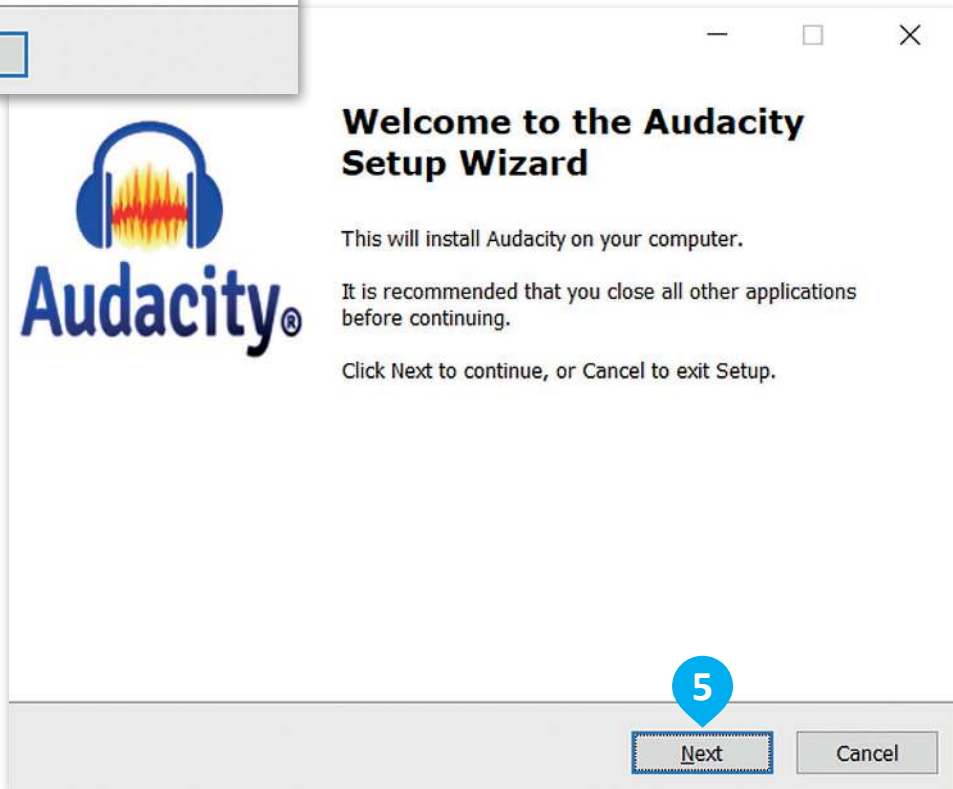 Welcome to the Audacity
Setup Wizard
This will install Audacity on your computer.
It is recommended that you close all other applications
before continuing.
Click Next to continue, or Cancel to exit Setup.
Audacity®
5
Next
Cancel